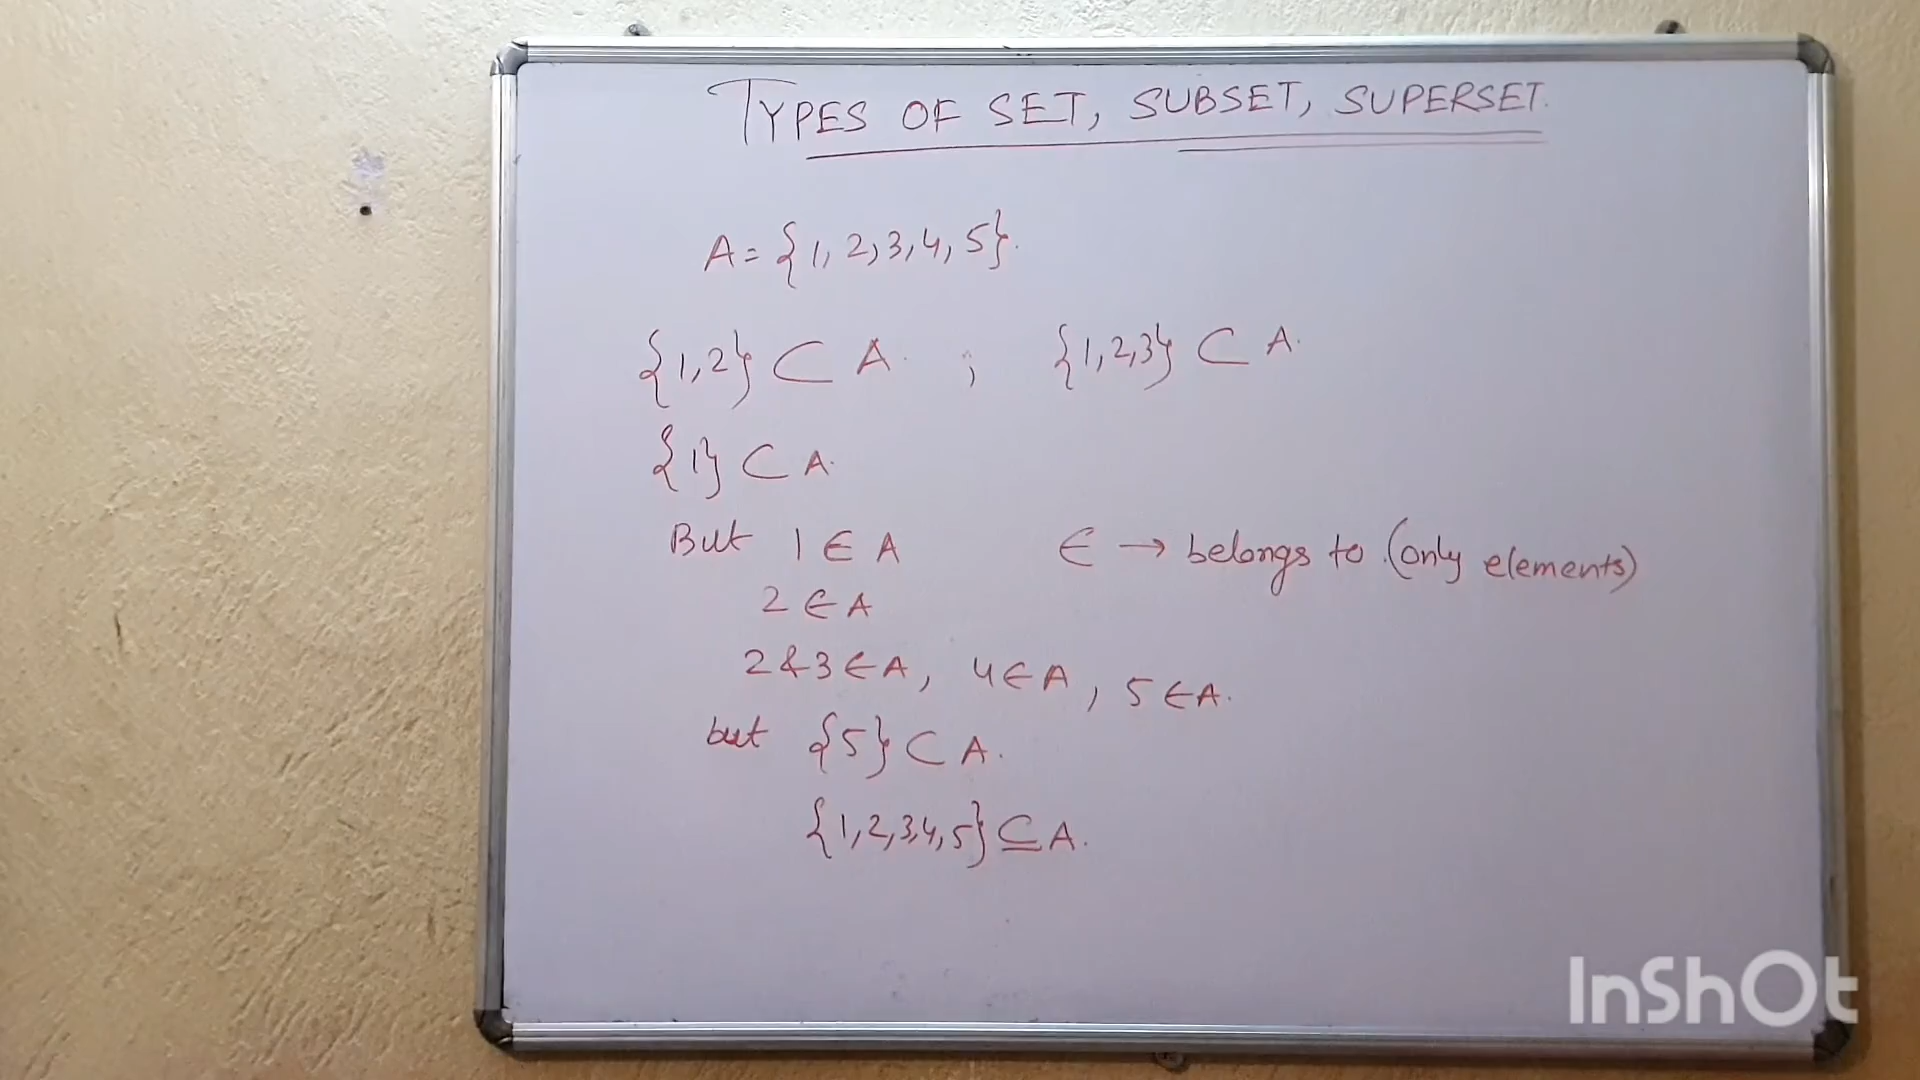 TYPES OF SET, SUBSET, SUPERSET.
A = {1, 2, 3, 4, 5}.
{1, 2} ⊂ A. ; {1, 2, 3} ⊂ A.
{1} ⊂ A.
But 1 ∈ A ∈ → belongs to. (only elements)
2 ∈ A
2 & 3 ∈ A, 4 ∈ A, 5 ∈ A.
but {5} ⊂ A.
{1, 2, 3, 4, 5} ⊆ A.
InShOt